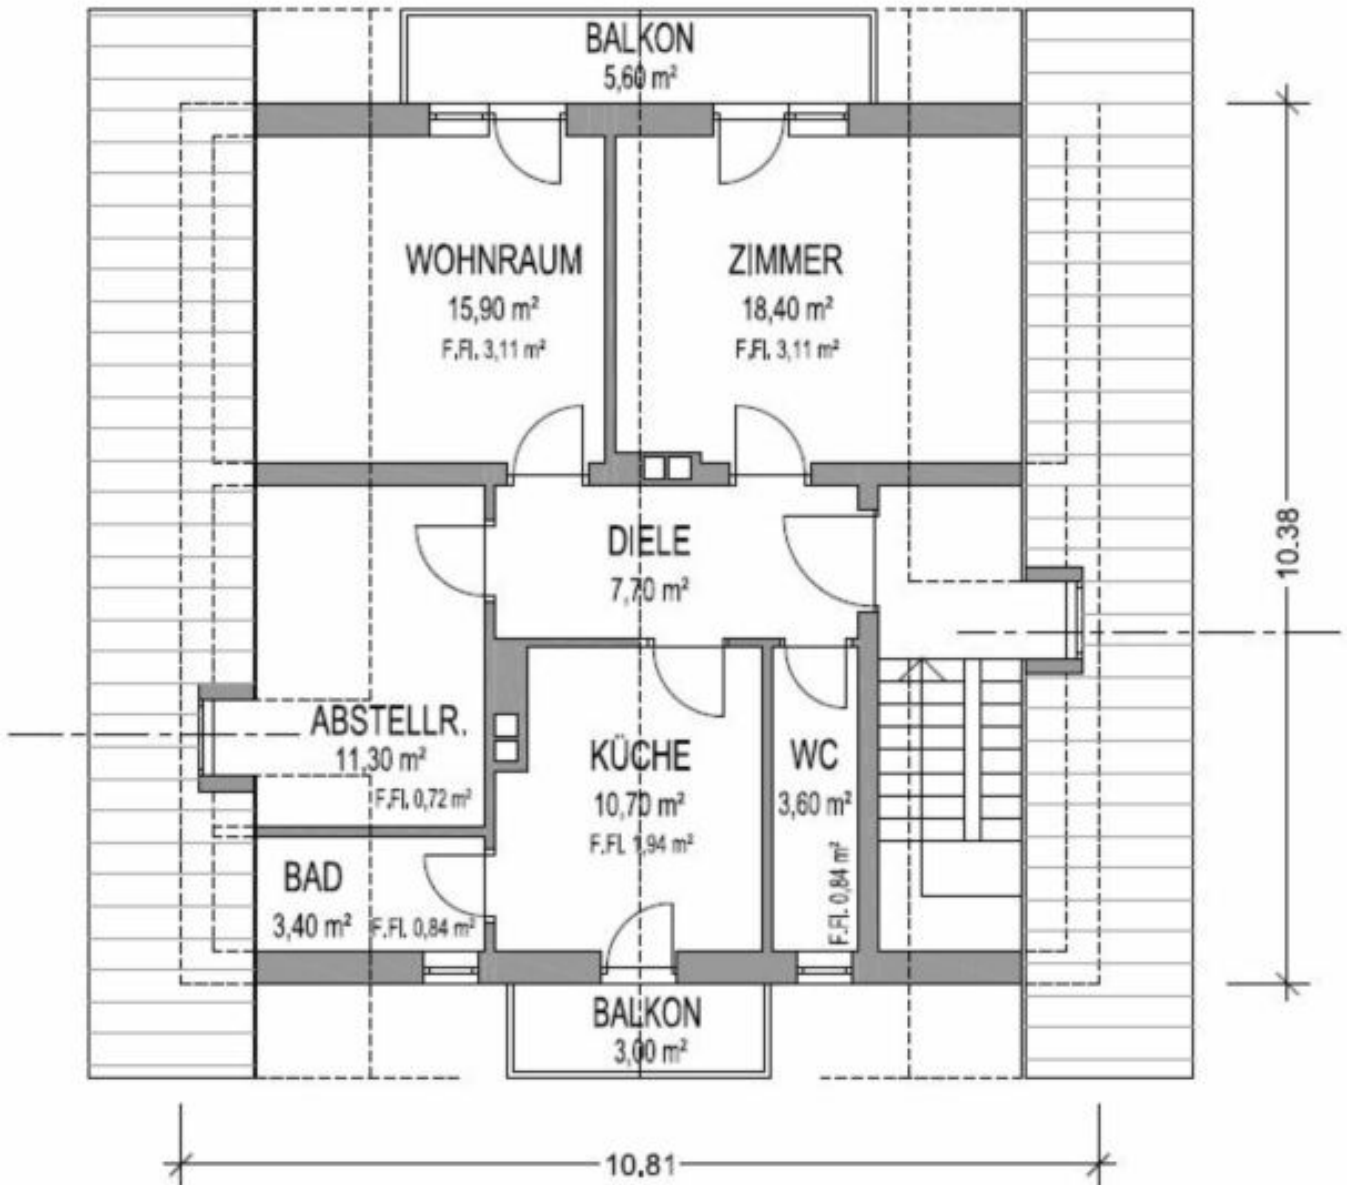 BALKON
5,60 m²
WOHNRAUM
15,90 m²
F.Fl. 3,11 m²
ZIMMER
18,40 m²
F.Fl. 3,11 m²
DIELE
7,70 m²
10.38
ABSTELLR.
11,30 m²
F.Fl. 0,72 m²
KÜCHE
10,70 m²
F.Fl. 1,94 m²
WC
3,60 m²
F.Fl. 0,84 m²
BAD
3,40 m²
F.Fl. 0,84 m²
BALKON
3,00 m²
10.81